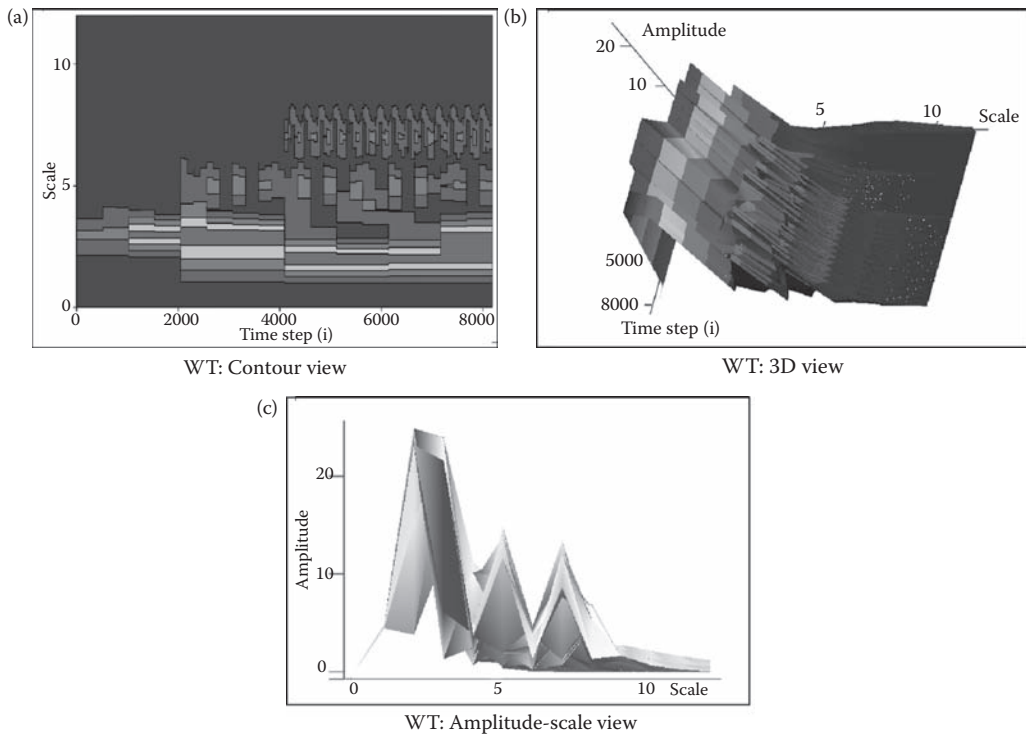 (a)
10
Scale
5
0
0
2000
4000
6000
8000
Time step (i)
WT: Contour view
(b)
Amplitude
20
10
5
10
Scale
5000
8000
Time step (i)
WT: 3D view
(c)
20
Amplitude
10
0
0
5
10
Scale
WT: Amplitude-scale view